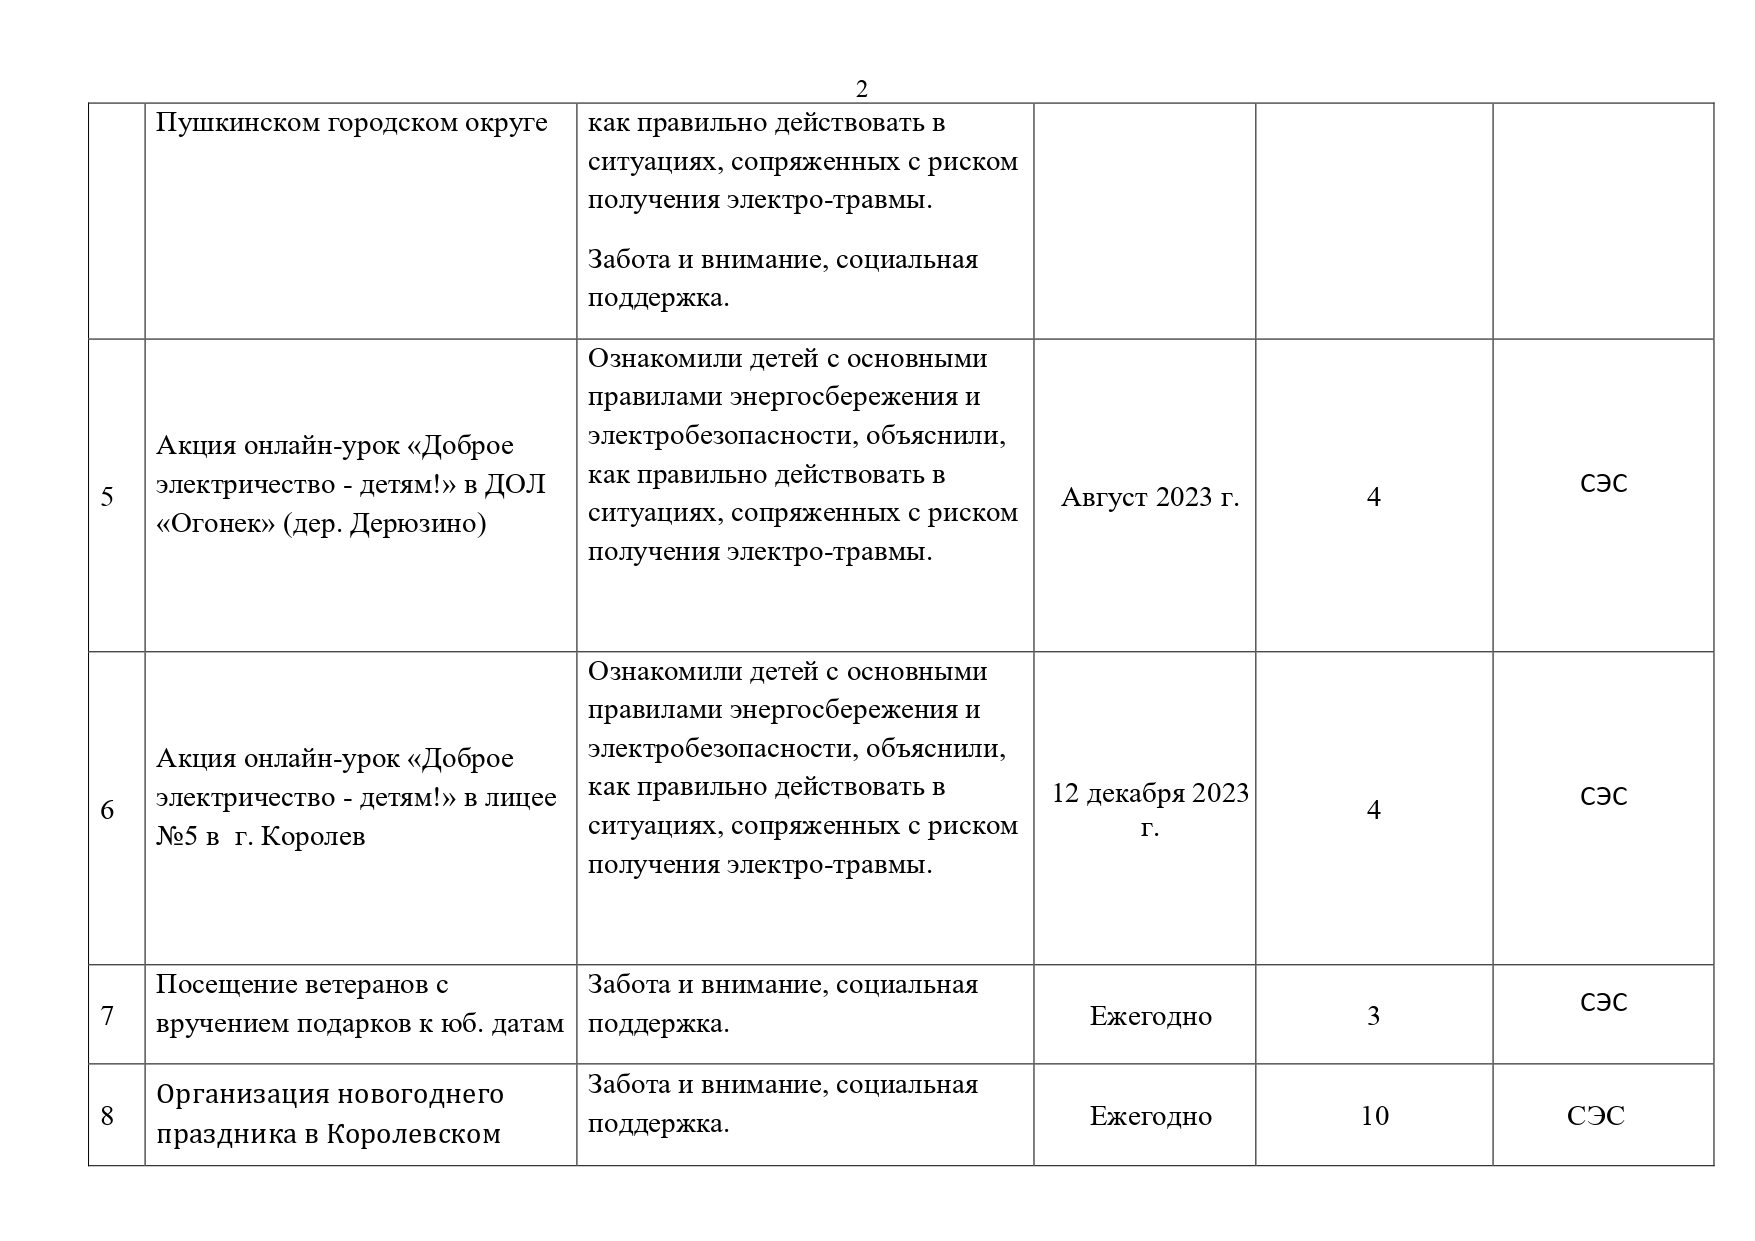 2
Пушкинском городском округе
как правильно действовать в
ситуациях, сопряженных с риском
получения электро-травмы.
Забота и внимание, социальная
поддержка.
5
Акция онлайн-урок «Доброе
электричество - детям!» в ДОЛ
«Огонек» (дер. Дерюзино)
Ознакомили детей с основными
правилами энергосбережения и
электробезопасности, объяснили,
как правильно действовать в
ситуациях, сопряженных с риском
получения электро-травмы.
Август 2023 г.
4
СЭС
6
Акция онлайн-урок «Доброе
электричество - детям!» в лицее
№5 в  г. Королев
Ознакомили детей с основными
правилами энергосбережения и
электробезопасности, объяснили,
как правильно действовать в
ситуациях, сопряженных с риском
получения электро-травмы.
12 декабря 2023
г.
4
СЭС
7
Посещение ветеранов с
вручением подарков к юб. датам
Забота и внимание, социальная
поддержка.
Ежегодно
3
СЭС
8
Организация новогоднего
праздника в Королевском
Забота и внимание, социальная
поддержка.
Ежегодно
10
СЭС